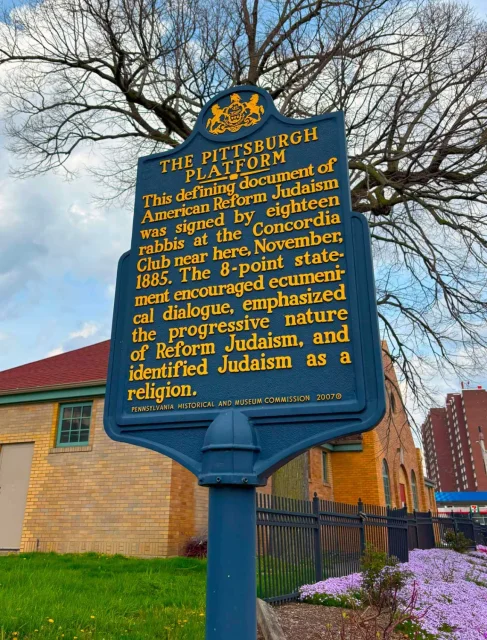 THE PITTSBURGH
PLATFORM
This defining document of
American Reform Judaism
was signed by eighteen
rabbis at the Concordia
Club near here, November,
1885. The 8-point state-
ment encouraged ecumeni-
cal dialogue, emphasized
the progressive nature
of Reform Judaism, and
identified Judaism as a
religion.
PENNSYLVANIA HISTORICAL AND MUSEUM COMMISSION 2007©